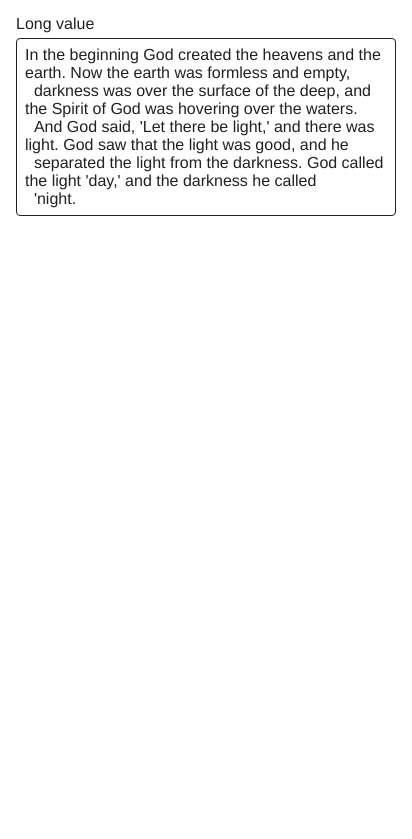 Long value
In the beginning God created the heavens and the
earth. Now the earth was formless and empty,
darkness was over the surface of the deep, and
the Spirit of God was hovering over the waters.
And God said, 'Let there be light,' and there was
light. God saw that the light was good, and he
separated the light from the darkness. God called
the light 'day,' and the darkness he called
'night.